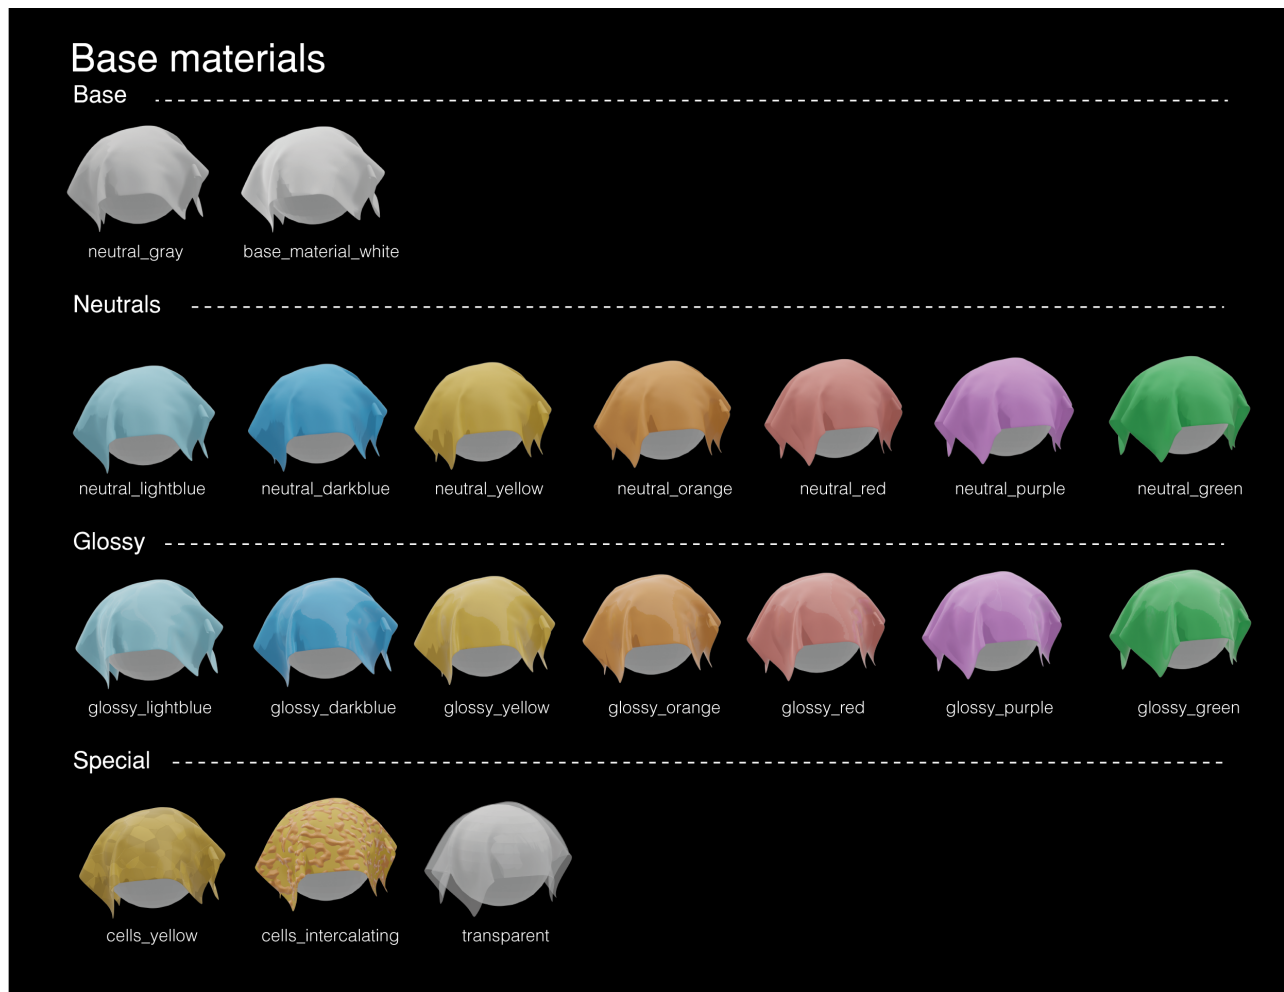 Base materials
Base
neutral_gray base_material_white
Neutrals
neutral_lightblue neutral_darkblue neutral_yellow neutral_orange neutral_red neutral_purple neutral_green
Glossy
glossy_lightblue glossy_darkblue glossy_yellow glossy_orange glossy_red glossy_purple glossy_green
Special
cells_yellow cells_intercalating transparent